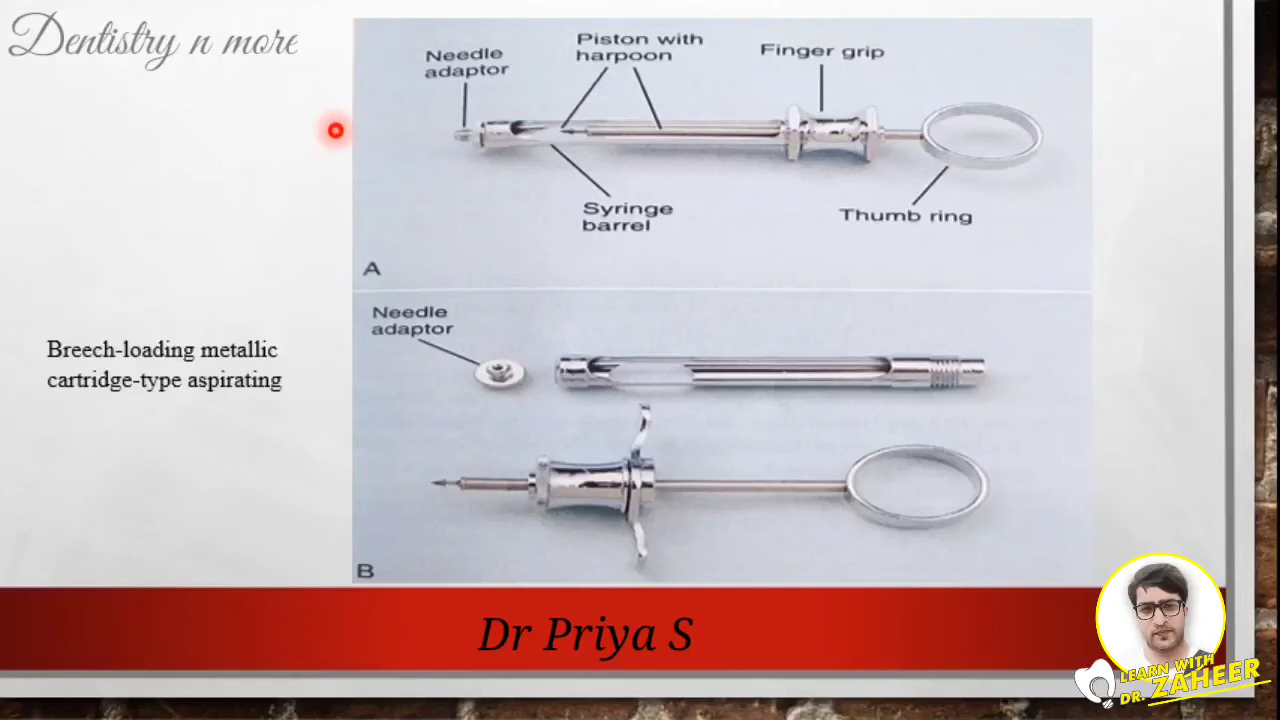 Dentistry n more
Needle
adaptor
Piston with
harpoon
Finger grip
Syringe
barrel
Thumb ring
A
Needle
adaptor
Breech-loading metallic
cartridge-type aspirating
B
Dr Priya S
LEARN WITH
DR. ZAHEER